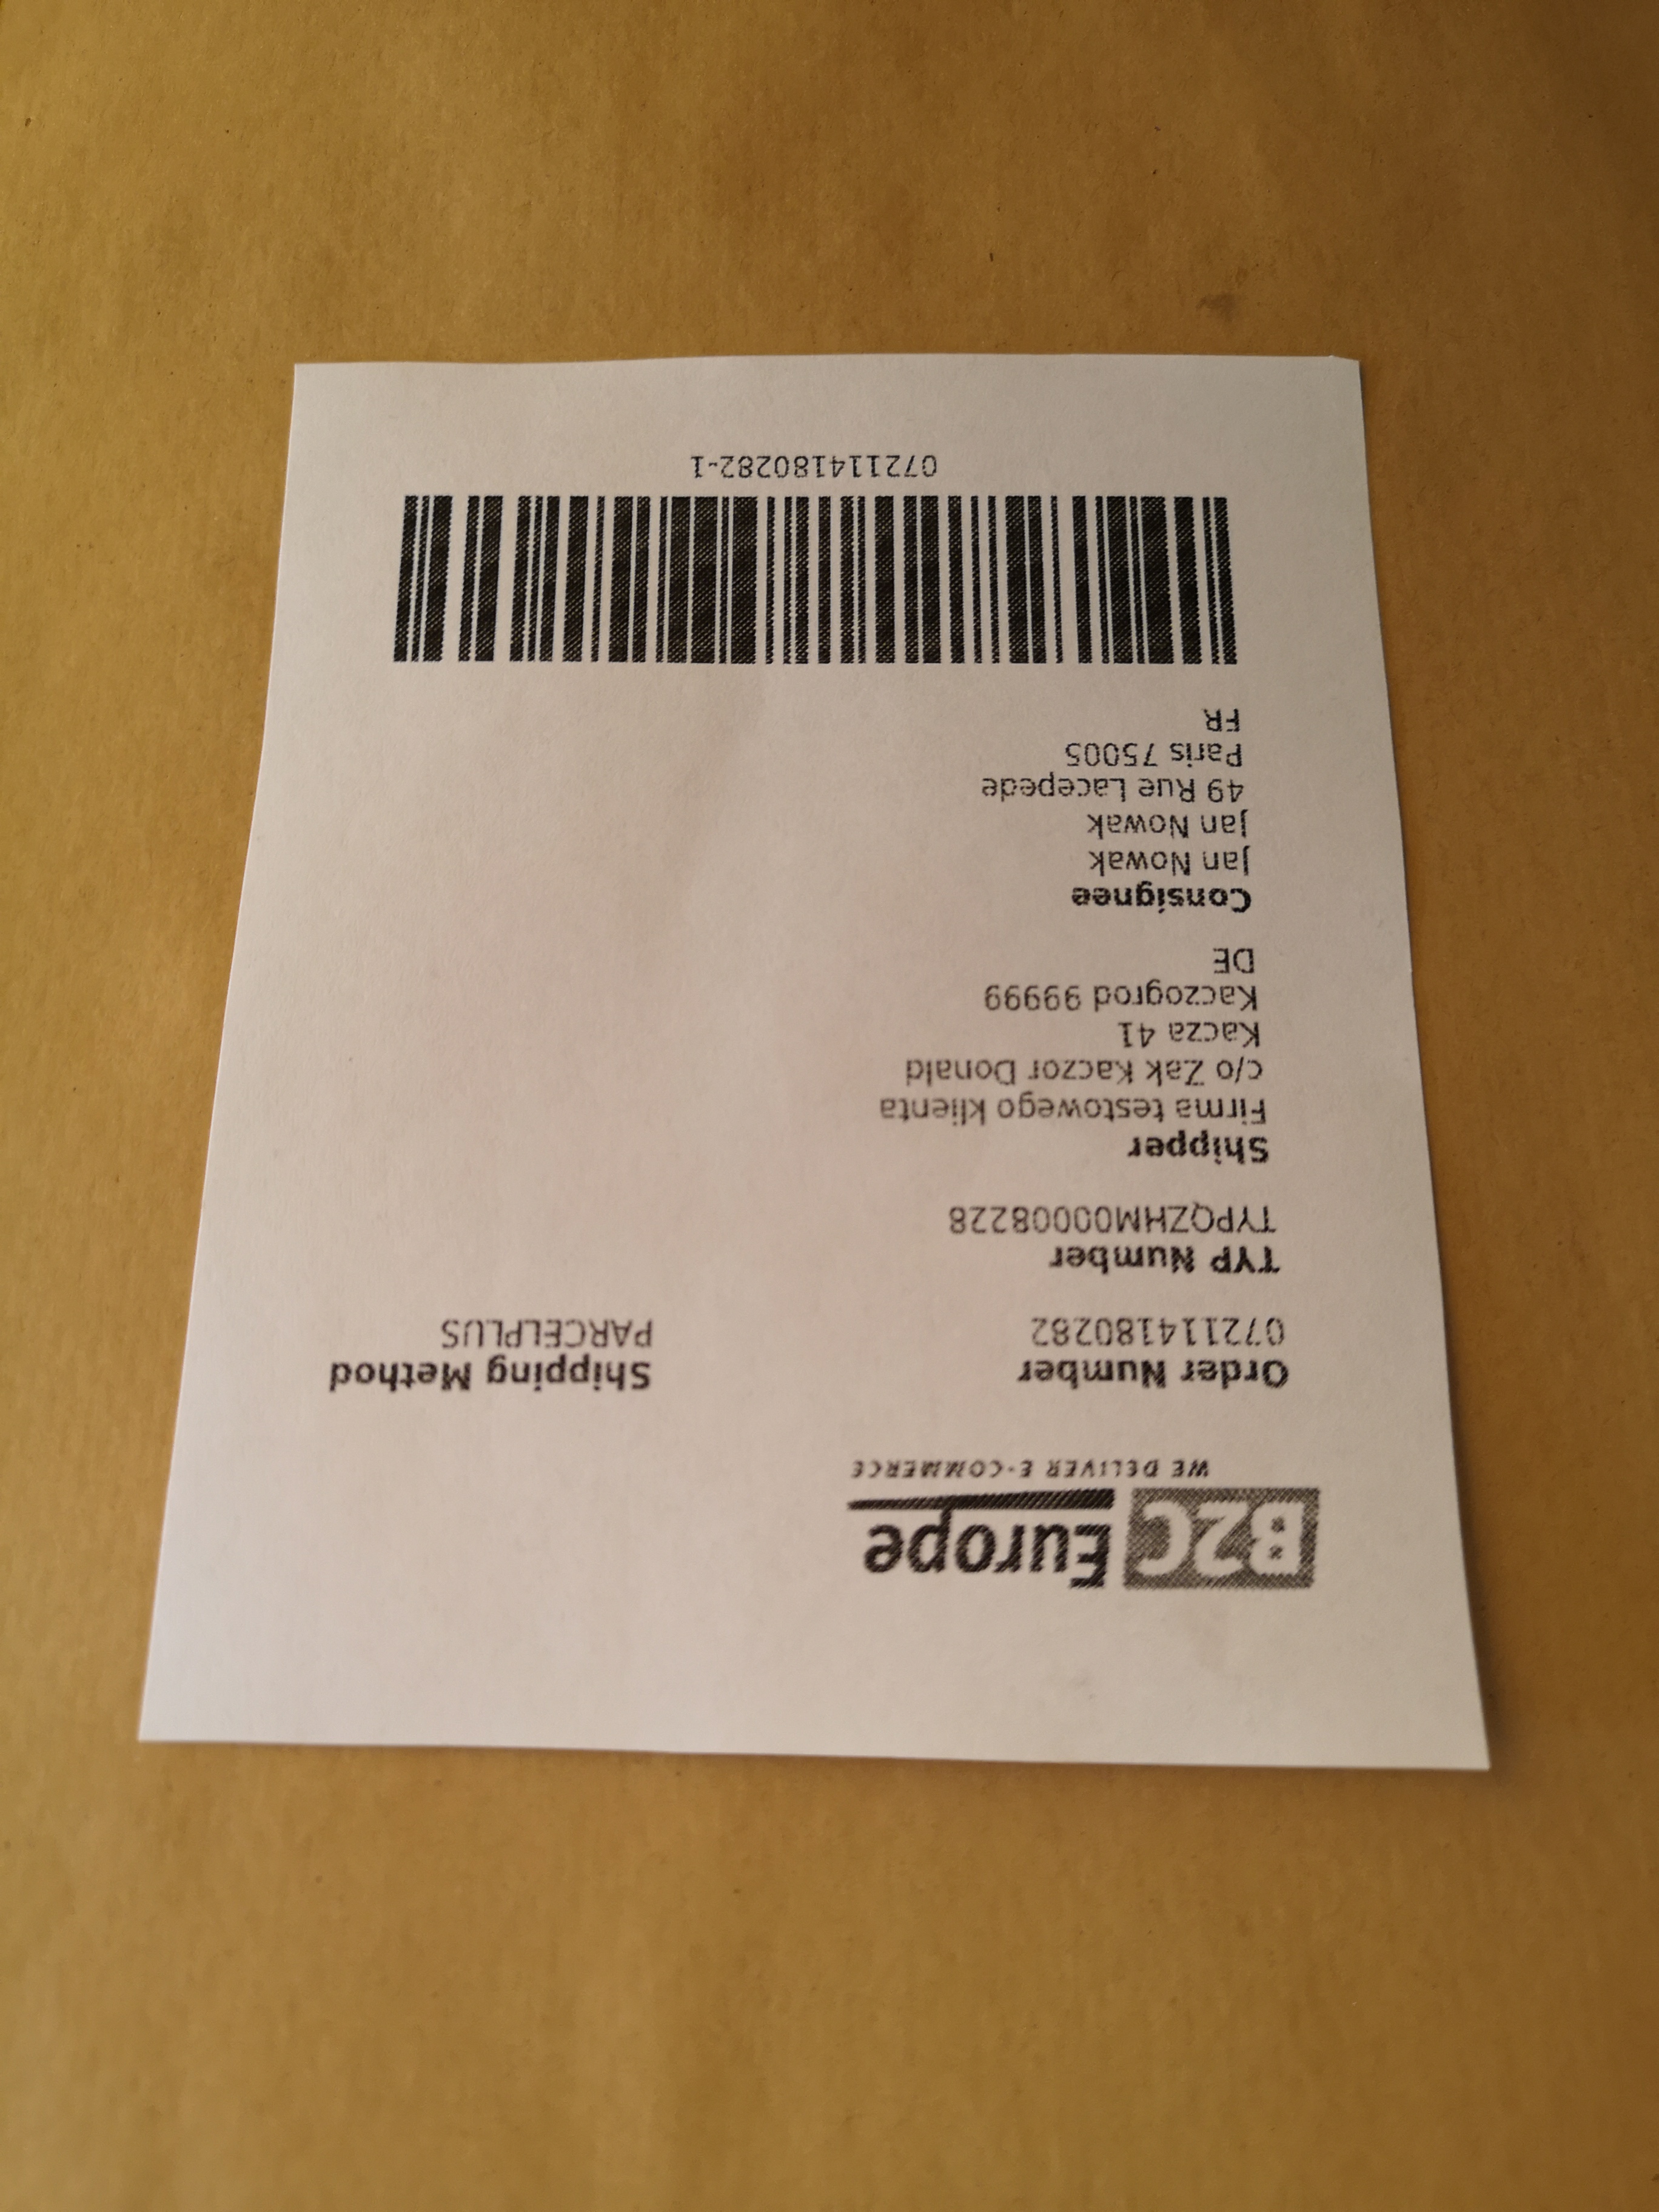 B2C Europe
WE DELIVER E-COMMERCE
Order Number
072114180282
Shipping Method
PARCELPLUS
TYP Number
TYPQZHM00008228
Shipper
Firma testowego klienta
c/o Zak Kaczor Donald
Kacza 41
Kaczogrod 99999
DE
Consignee
Jan Nowak
Jan Nowak
49 Rue Lacepede
Paris 75005
FR
072114180282-1